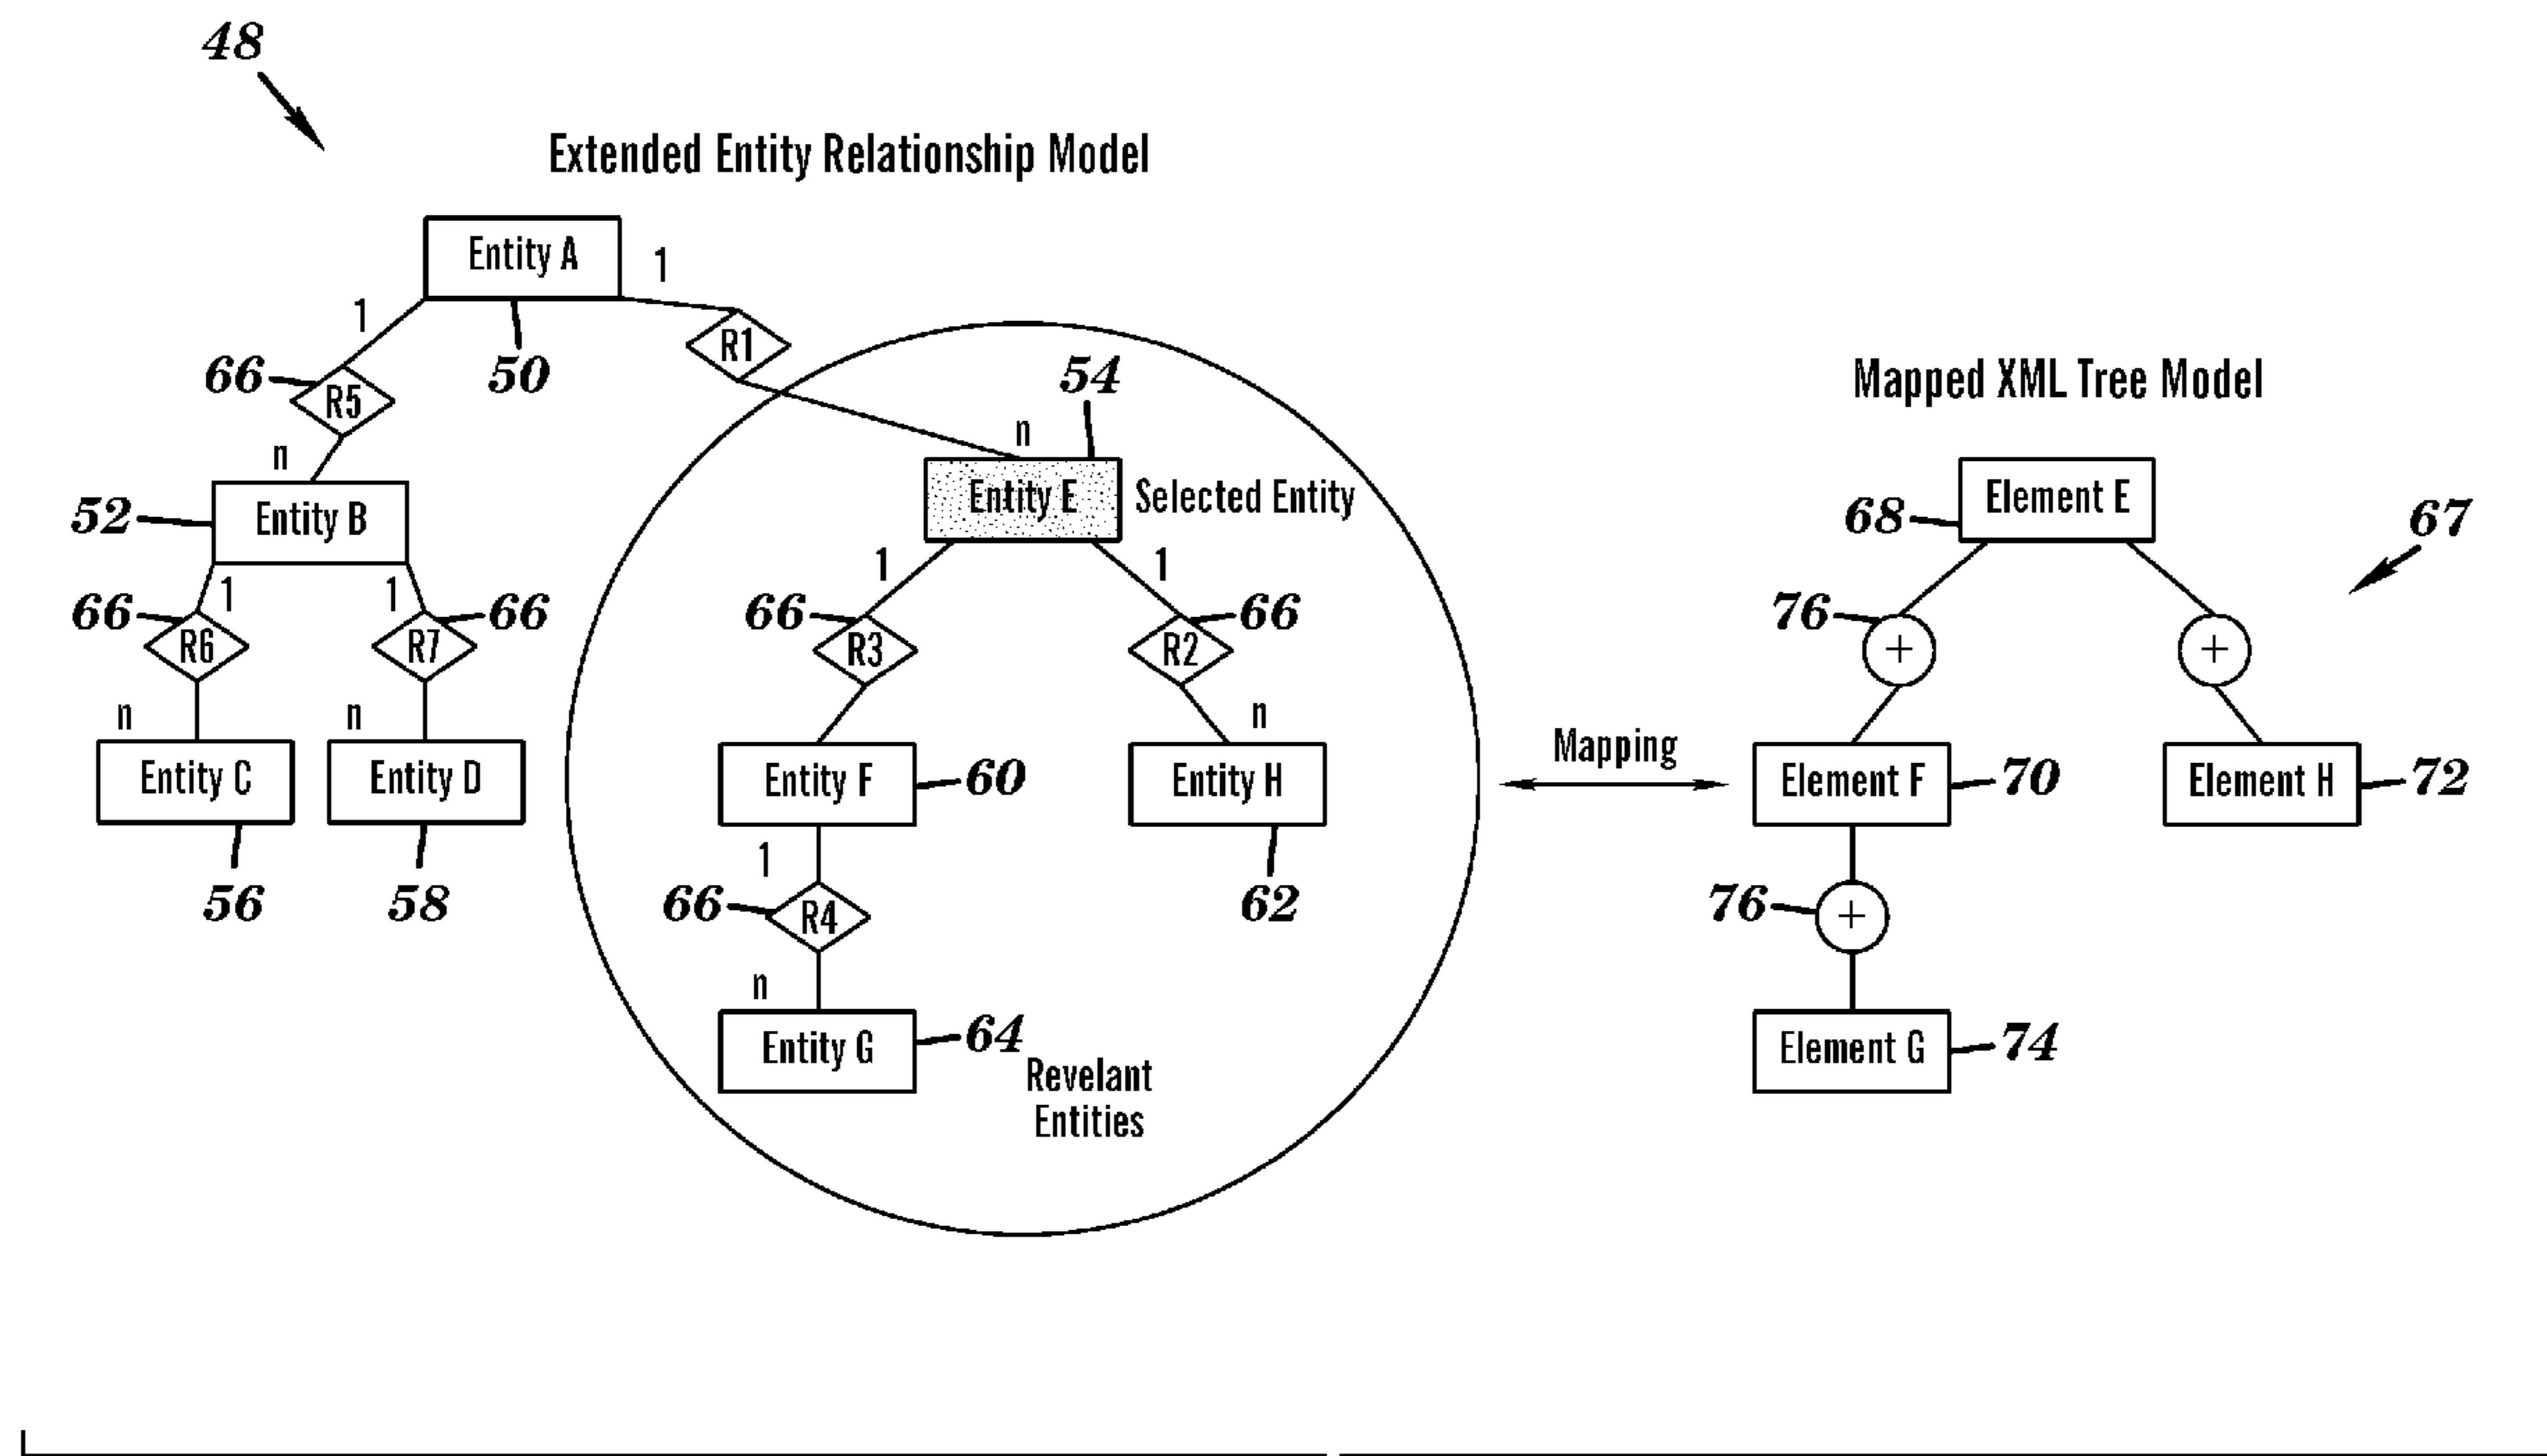 48
Extended Entity Relationship Model
Entity A
1
1
50
66
R5
R1
n
52
Entity B
54
n
Entity E
Selected Entity
1
1
66
R6
R7
66
1
1
66
R3
R2
66
n
n
n
Entity C
Entity D
Entity F
60
Entity H
56
58
62
1
66
R4
n
Entity G
64
Revelant
Entities
Mapping
Mapped XML Tree Model
68
Element E
67
76
+
+
Element F
70
Element H
72
76
+
Element G
74